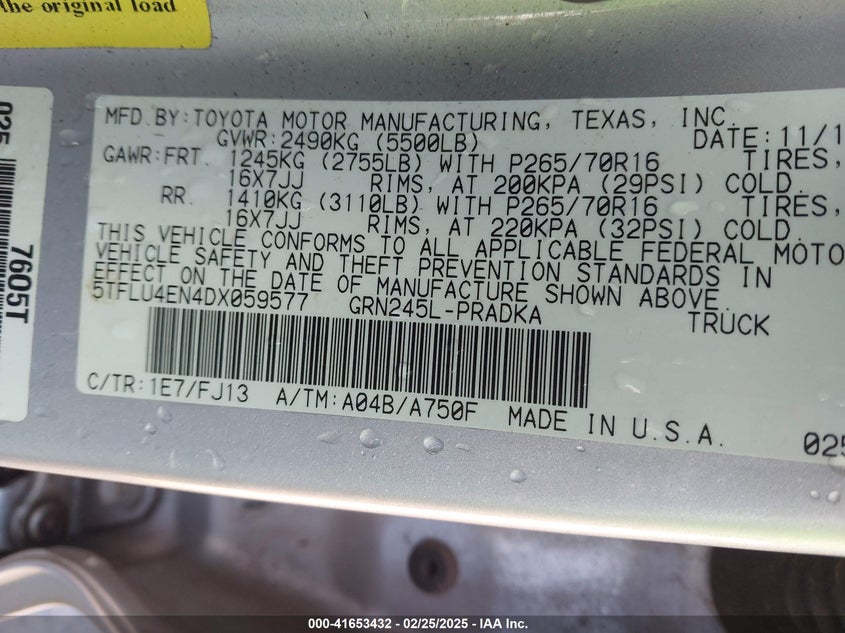 the original load
025
7605T
MFD.BY:TOYOTA MOTOR MANUFACTURING, TEXAS, INC.
GVWR:2490KG (5500LB) DATE:11/1
GAWR:FRT. 1245KG (2755LB) WITH P265/70R16 TIRES,
16X7JJ RIMS, AT 200KPA (29PSI) COLD.
RR. 1410KG (3110LB) WITH P265/70R16 TIRES,
16X7JJ RIMS, AT 220KPA (32PSI) COLD.
THIS VEHICLE CONFORMS TO ALL APPLICABLE FEDERAL MOTO
VEHICLE SAFETY AND THEFT PREVENTION STANDARDS IN
EFFECT ON THE DATE OF MANUFACTURE SHOWN ABOVE.
5TFLU4EN4DX059577 GRN245L-PRADKA TRUCK
C/TR:1E7/FJ13 A/TM:A04B/A750F MADE IN U.S.A.
025
000-41653432 - 02/25/2025 - IAA Inc.